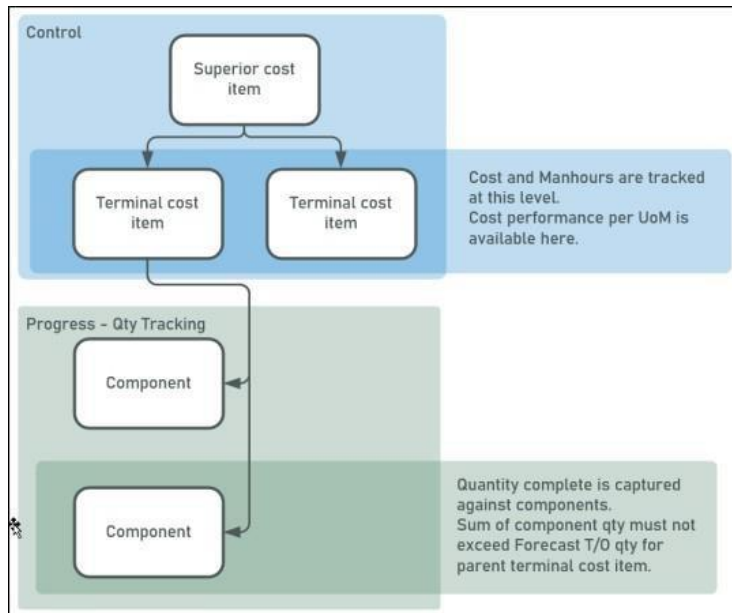 Control
Superior cost
item
Terminal cost
item
Terminal cost
item
Cost and Manhours are tracked
at this level.
Cost performance per UoM is
available here.
Progress - Qty Tracking
Component
Component
Quantity complete is captured
against components.
Sum of component qty must not
exceed Forecast T/O qty for
parent terminal cost item.